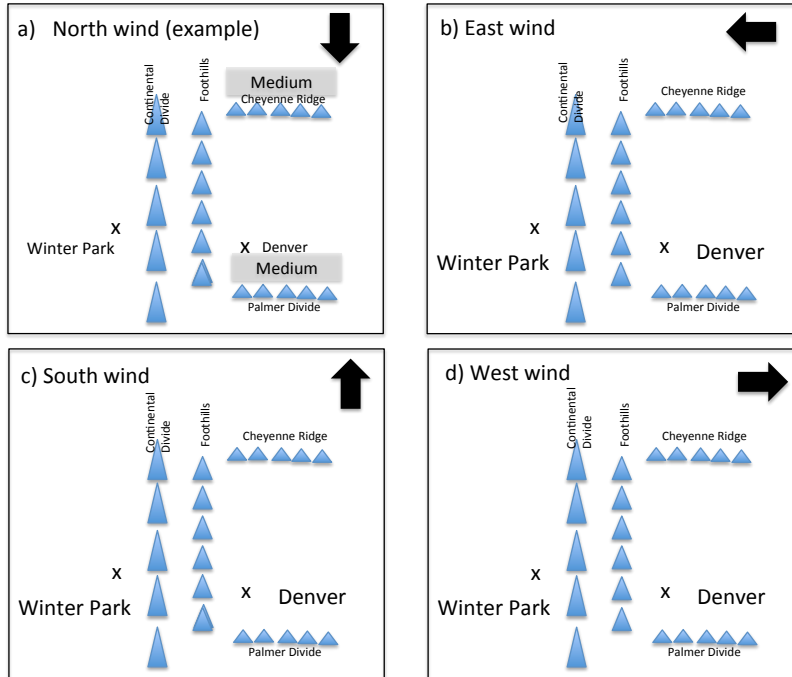 a) North wind (example)
Continental
Divide
Foothills
Medium
Cheyenne Ridge
x
Winter Park
x Denver
Medium
Palmer Divide
b) East wind
Continental
Divide
Foothills
Cheyenne Ridge
x
Winter Park
x Denver
Palmer Divide
c) South wind
Continental
Divide
Foothills
Cheyenne Ridge
x
Winter Park
x Denver
Palmer Divide
d) West wind
Continental
Divide
Foothills
Cheyenne Ridge
x
Winter Park
x Denver
Palmer Divide